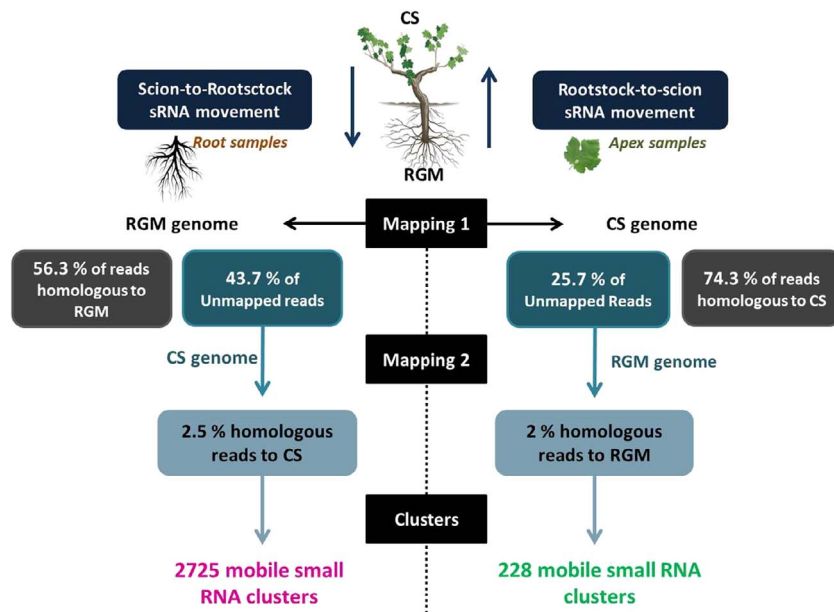 CS
Scion-to-Rootsctock
sRNA movement
Root samples
Rootstock-to-scion
sRNA movement
Apex samples
RGM
RGM genome
Mapping 1
CS genome
56.3 % of reads
homologous to
RGM
43.7 % of
Unmapped reads
25.7 % of
Unmapped Reads
74.3 % of reads
homologous to CS
CS genome
Mapping 2
RGM genome
2.5 % homologous
reads to CS
2 % homologous
reads to RGM
Clusters
2725 mobile small
RNA clusters
228 mobile small RNA
clusters